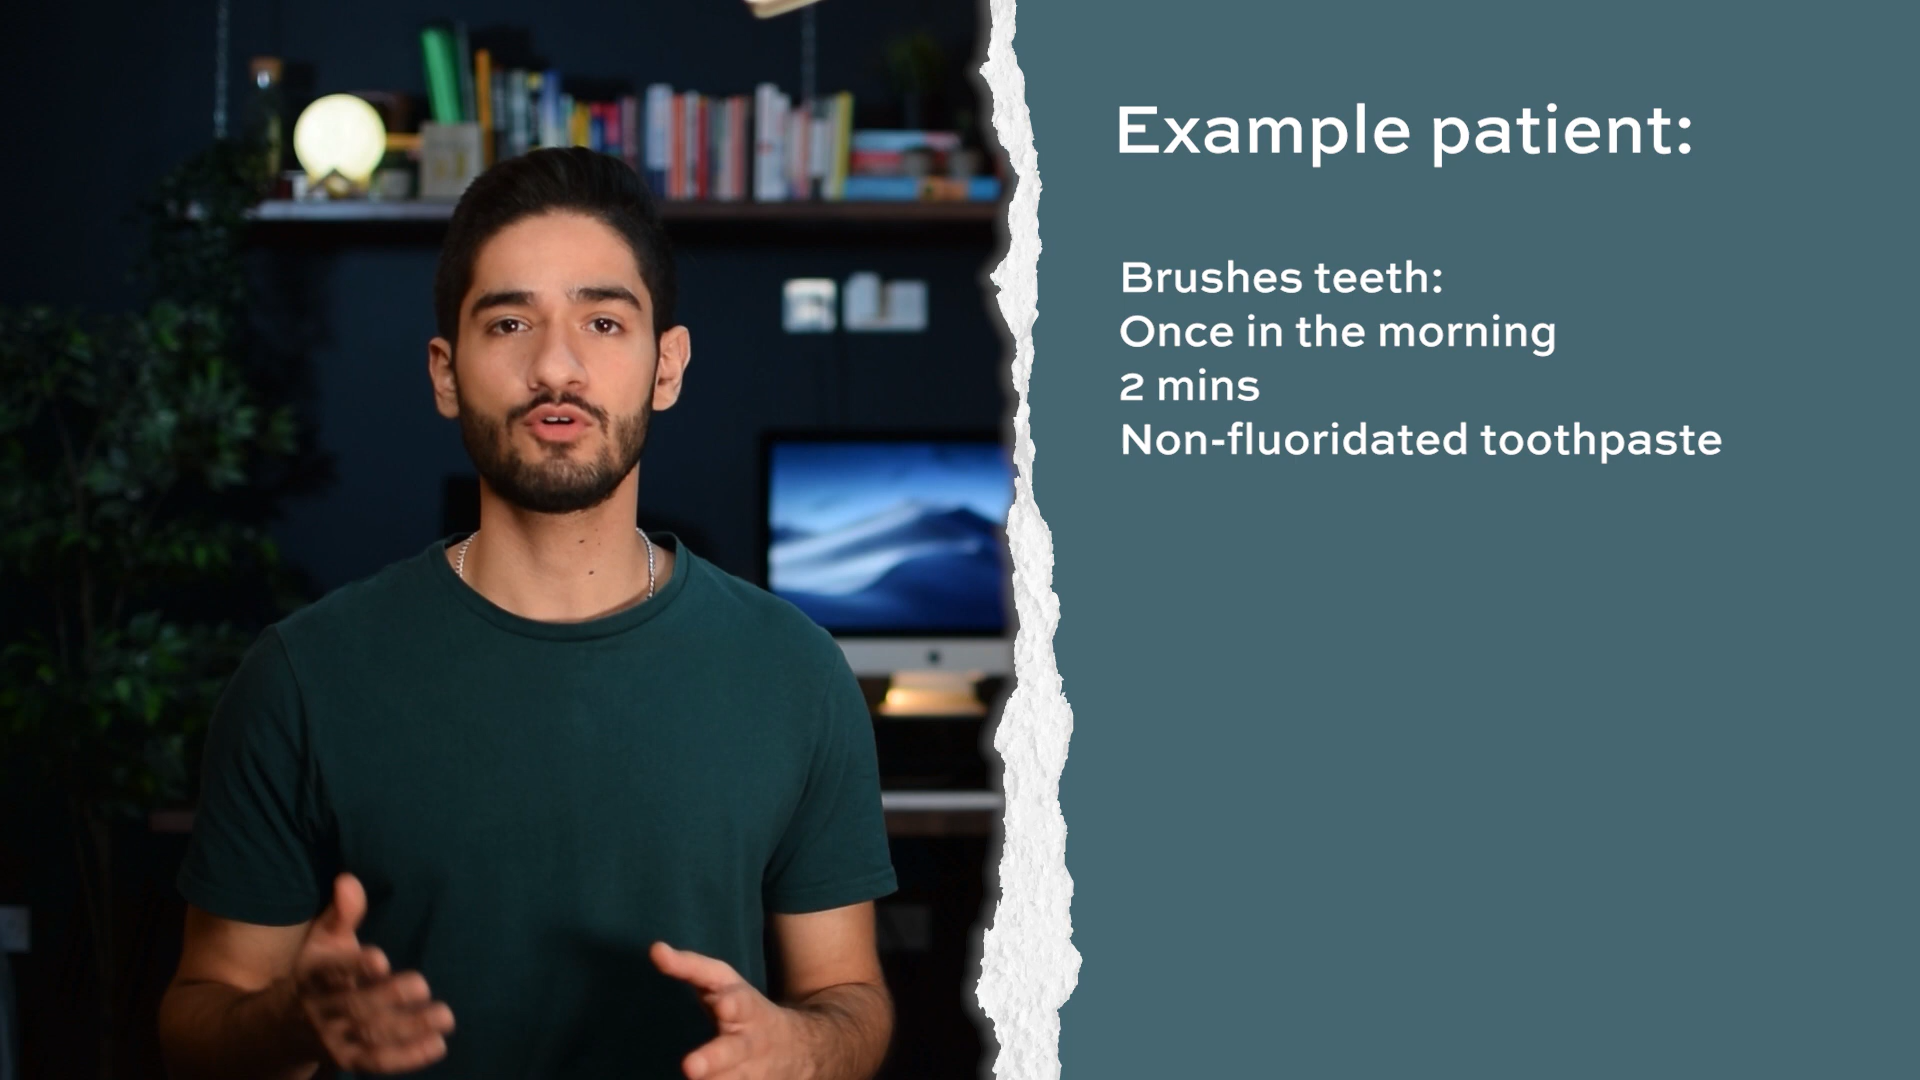 Example patient:
Brushes teeth:
Once in the morning
2 mins
Non-fluoridated toothpaste